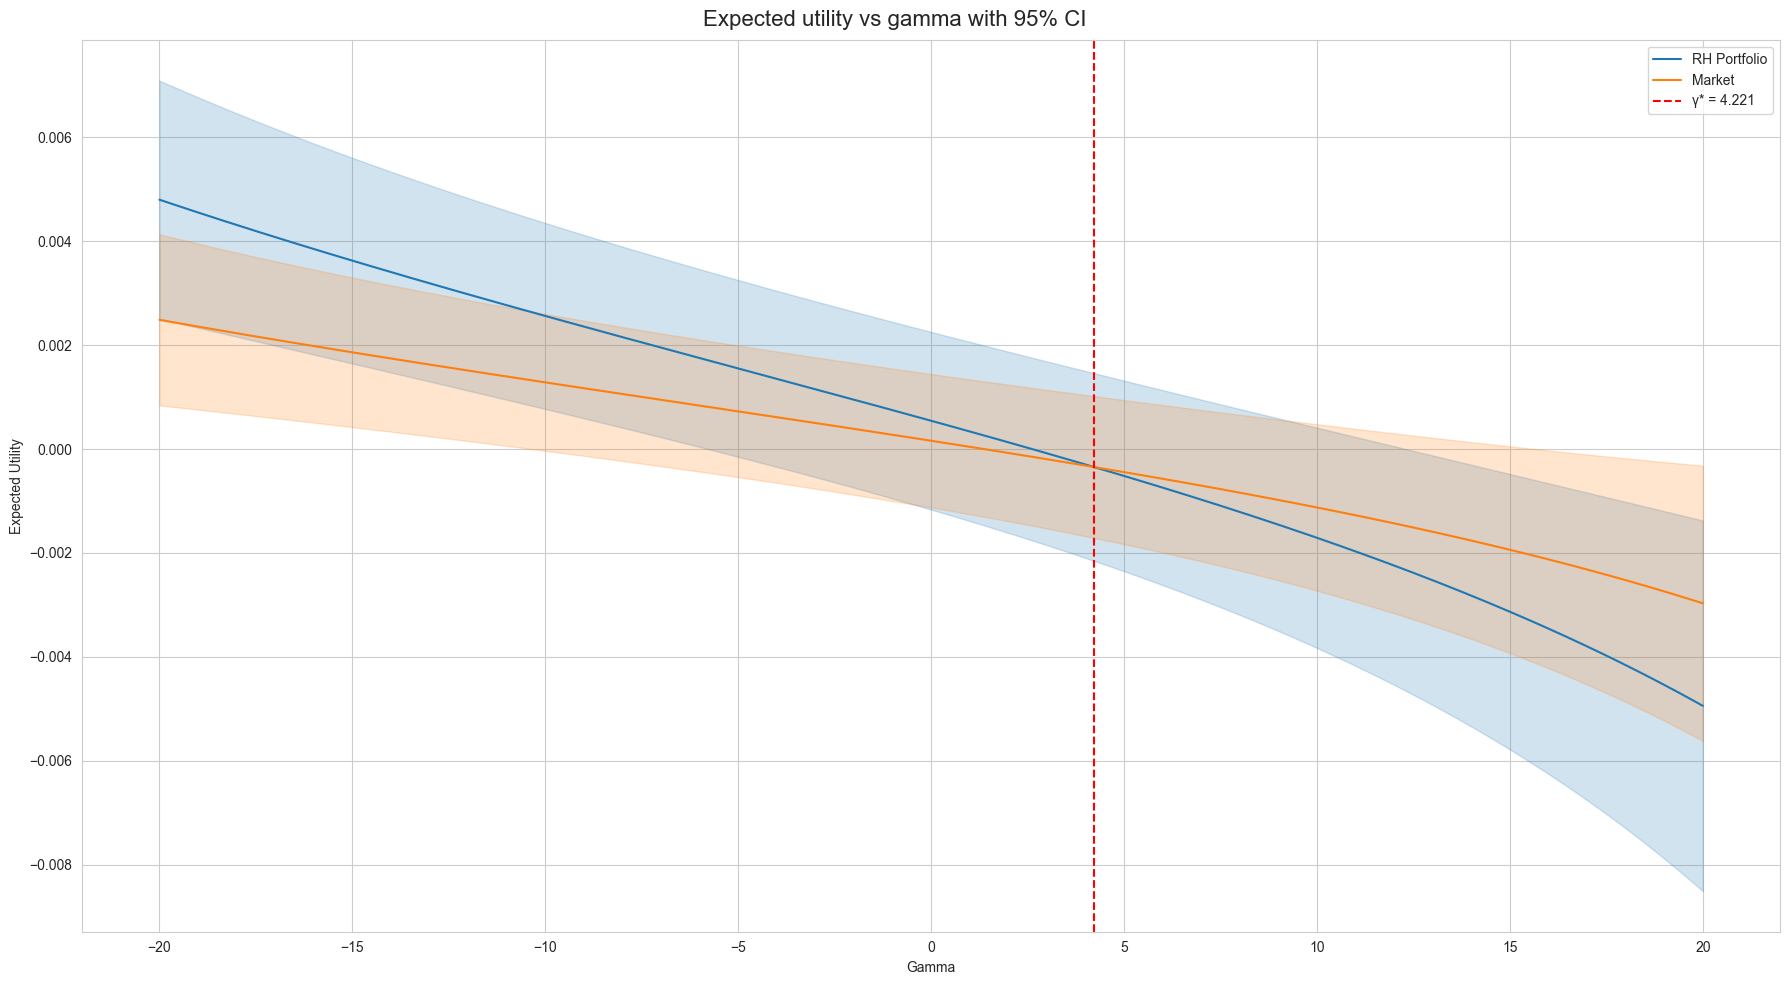 Expected utility vs gamma with 95% CI
RH Portfolio
Market
γ* = 4.221
Expected Utility
0.006
0.004
0.002
0.000
−0.002
−0.004
−0.006
−0.008
−20
−15
−10
−5
0
5
10
15
20
Gamma